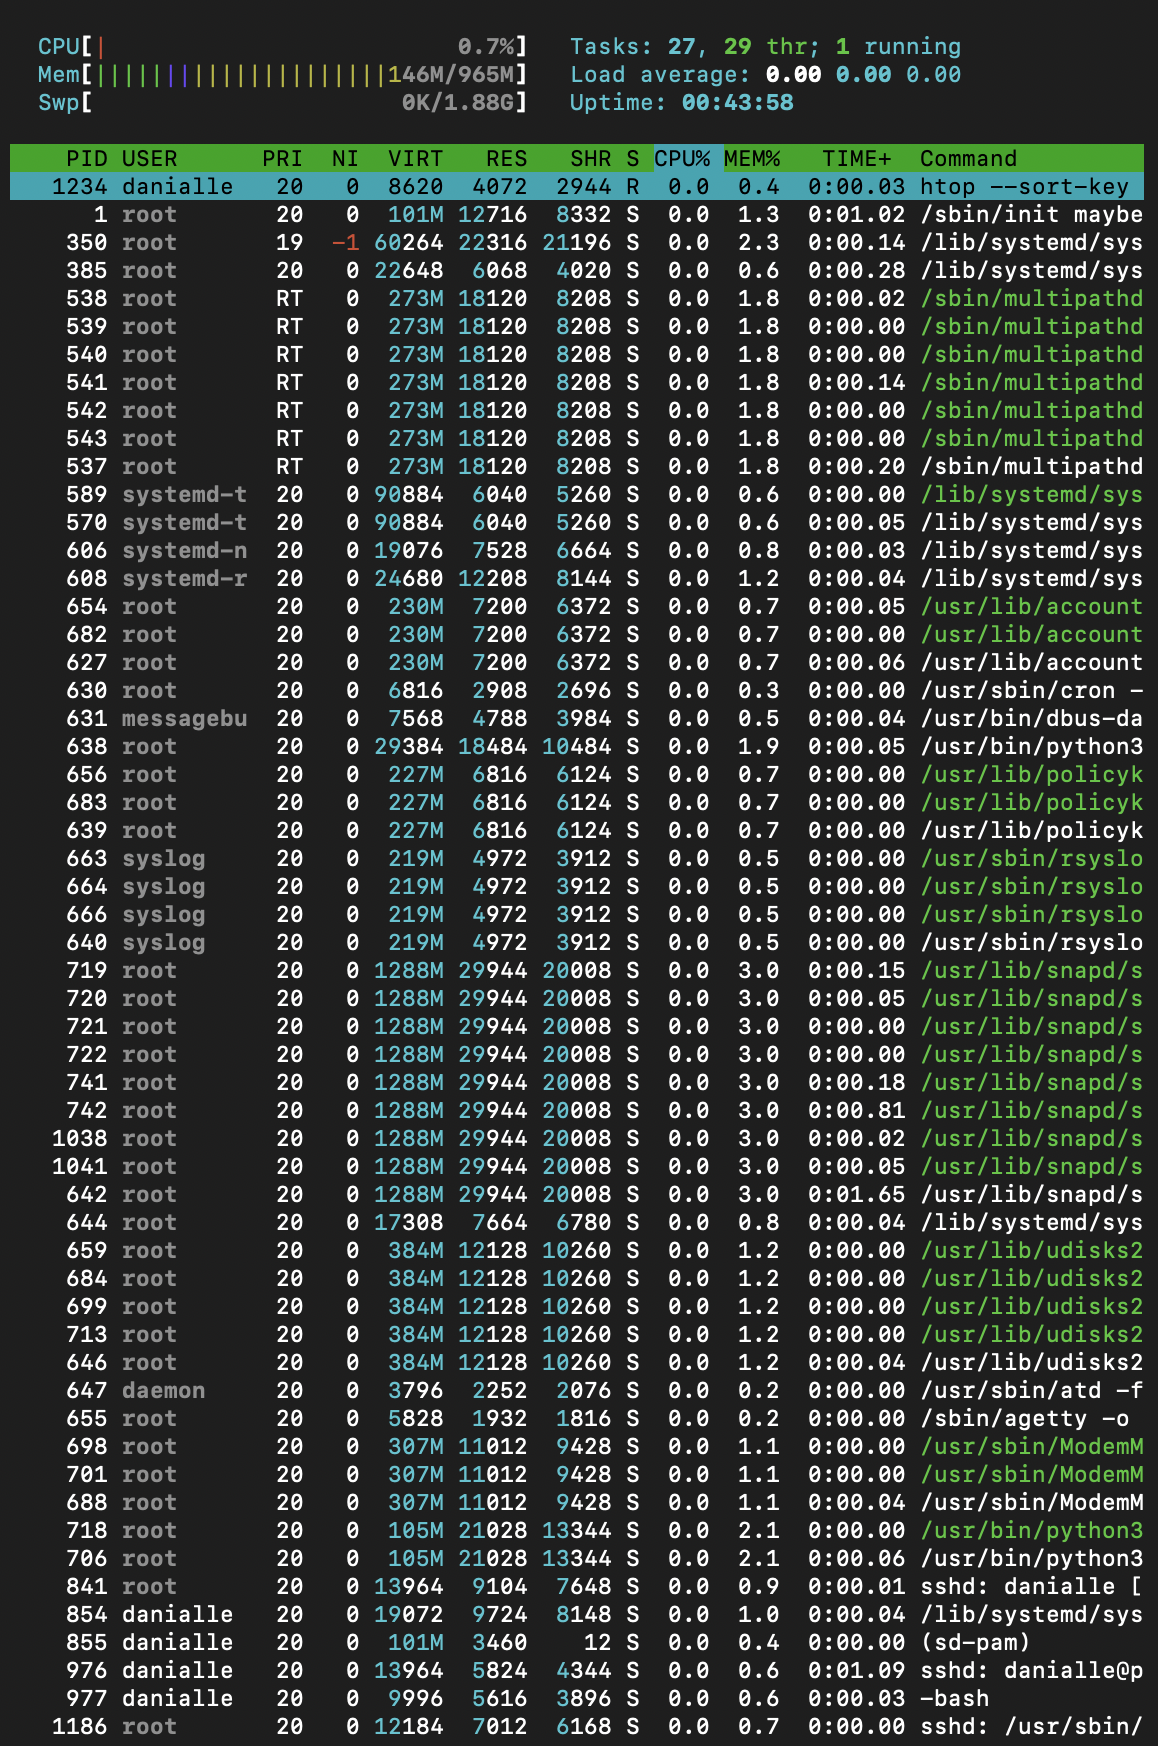 CPU[| 0.7%] Tasks: 27, 29 thr; 1 running
Mem[|||||||||||||||||||||146M/965M] Load average: 0.00 0.00 0.00
Swp[ 0K/1.88G] Uptime: 00:43:58
PID USER PRI NI VIRT RES SHR S CPU% MEM% TIME+ Command
1234 danialle 20 0 8620 4072 2944 R 0.0 0.4 0:00.03 htop --sort-key
1 root 20 0 101M 12716 8332 S 0.0 1.3 0:01.02 /sbin/init maybe
350 root 19 -1 60264 22316 21196 S 0.0 2.3 0:00.14 /lib/systemd/sys
385 root 20 0 22648 6068 4020 S 0.0 0.6 0:00.28 /lib/systemd/sys
538 root RT 0 273M 18120 8208 S 0.0 1.8 0:00.02 /sbin/multipathd
539 root RT 0 273M 18120 8208 S 0.0 1.8 0:00.00 /sbin/multipathd
540 root RT 0 273M 18120 8208 S 0.0 1.8 0:00.00 /sbin/multipathd
541 root RT 0 273M 18120 8208 S 0.0 1.8 0:00.14 /sbin/multipathd
542 root RT 0 273M 18120 8208 S 0.0 1.8 0:00.00 /sbin/multipathd
543 root RT 0 273M 18120 8208 S 0.0 1.8 0:00.00 /sbin/multipathd
537 root RT 0 273M 18120 8208 S 0.0 1.8 0:00.20 /sbin/multipathd
589 systemd-t 20 0 90884 6040 5260 S 0.0 0.6 0:00.00 /lib/systemd/sys
570 systemd-t 20 0 90884 6040 5260 S 0.0 0.6 0:00.05 /lib/systemd/sys
606 systemd-n 20 0 19076 7528 6664 S 0.0 0.8 0:00.03 /lib/systemd/sys
608 systemd-r 20 0 24680 12208 8144 S 0.0 1.2 0:00.04 /lib/systemd/sys
654 root 20 0 230M 7200 6372 S 0.0 0.7 0:00.05 /usr/lib/account
682 root 20 0 230M 7200 6372 S 0.0 0.7 0:00.00 /usr/lib/account
627 root 20 0 230M 7200 6372 S 0.0 0.7 0:00.06 /usr/lib/account
630 root 20 0 6816 2908 2696 S 0.0 0.3 0:00.00 /usr/sbin/cron -
631 messagebu 20 0 7568 4788 3984 S 0.0 0.5 0:00.04 /usr/bin/dbus-da
638 root 20 0 29384 18484 10484 S 0.0 1.9 0:00.05 /usr/bin/python3
656 root 20 0 227M 6816 6124 S 0.0 0.7 0:00.00 /usr/lib/policyk
683 root 20 0 227M 6816 6124 S 0.0 0.7 0:00.00 /usr/lib/policyk
639 root 20 0 227M 6816 6124 S 0.0 0.7 0:00.00 /usr/lib/policyk
663 syslog 20 0 219M 4972 3912 S 0.0 0.5 0:00.00 /usr/sbin/rsyslo
664 syslog 20 0 219M 4972 3912 S 0.0 0.5 0:00.00 /usr/sbin/rsyslo
666 syslog 20 0 219M 4972 3912 S 0.0 0.5 0:00.00 /usr/sbin/rsyslo
640 syslog 20 0 219M 4972 3912 S 0.0 0.5 0:00.00 /usr/sbin/rsyslo
719 root 20 0 1288M 29944 20008 S 0.0 3.0 0:00.15 /usr/lib/snapd/s
720 root 20 0 1288M 29944 20008 S 0.0 3.0 0:00.05 /usr/lib/snapd/s
721 root 20 0 1288M 29944 20008 S 0.0 3.0 0:00.00 /usr/lib/snapd/s
722 root 20 0 1288M 29944 20008 S 0.0 3.0 0:00.00 /usr/lib/snapd/s
741 root 20 0 1288M 29944 20008 S 0.0 3.0 0:00.18 /usr/lib/snapd/s
742 root 20 0 1288M 29944 20008 S 0.0 3.0 0:00.81 /usr/lib/snapd/s
1038 root 20 0 1288M 29944 20008 S 0.0 3.0 0:00.02 /usr/lib/snapd/s
1041 root 20 0 1288M 29944 20008 S 0.0 3.0 0:00.05 /usr/lib/snapd/s
642 root 20 0 1288M 29944 20008 S 0.0 3.0 0:01.65 /usr/lib/snapd/s
644 root 20 0 17308 7664 6780 S 0.0 0.8 0:00.04 /lib/systemd/sys
659 root 20 0 384M 12128 10260 S 0.0 1.2 0:00.00 /usr/lib/udisks2
684 root 20 0 384M 12128 10260 S 0.0 1.2 0:00.00 /usr/lib/udisks2
699 root 20 0 384M 12128 10260 S 0.0 1.2 0:00.00 /usr/lib/udisks2
713 root 20 0 384M 12128 10260 S 0.0 1.2 0:00.00 /usr/lib/udisks2
646 root 20 0 384M 12128 10260 S 0.0 1.2 0:00.04 /usr/lib/udisks2
647 daemon 20 0 3796 2252 2076 S 0.0 0.2 0:00.00 /usr/sbin/atd -f
655 root 20 0 5828 1932 1816 S 0.0 0.2 0:00.00 /sbin/agetty -o
698 root 20 0 307M 11012 9428 S 0.0 1.1 0:00.00 /usr/sbin/ModemM
701 root 20 0 307M 11012 9428 S 0.0 1.1 0:00.00 /usr/sbin/ModemM
688 root 20 0 307M 11012 9428 S 0.0 1.1 0:00.04 /usr/sbin/ModemM
718 root 20 0 105M 21028 13344 S 0.0 2.1 0:00.00 /usr/bin/python3
706 root 20 0 105M 21028 13344 S 0.0 2.1 0:00.06 /usr/bin/python3
841 root 20 0 13964 9104 7648 S 0.0 0.9 0:00.01 sshd: danialle [
854 danialle 20 0 19072 9724 8148 S 0.0 1.0 0:00.04 /lib/systemd/sys
855 danialle 20 0 101M 3460 12 S 0.0 0.4 0:00.00 (sd-pam)
976 danialle 20 0 13964 5824 4344 S 0.0 0.6 0:01.09 sshd: danialle@p
977 danialle 20 0 9996 5616 3896 S 0.0 0.6 0:00.03 -bash
1186 root 20 0 12184 7012 6168 S 0.0 0.7 0:00.00 sshd: /usr/sbin/